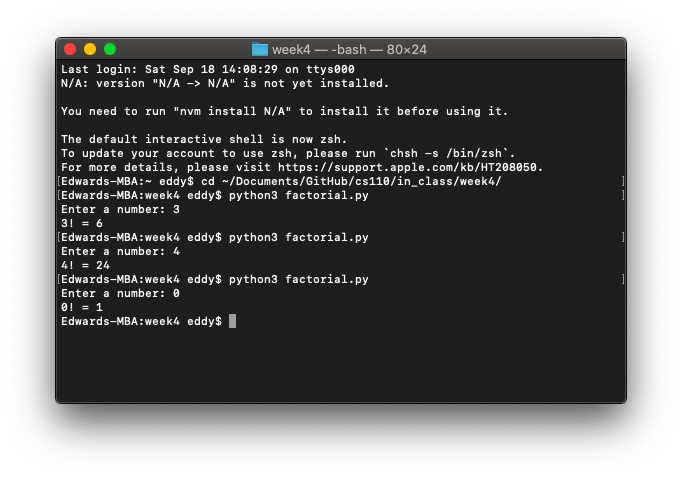 week4 — -bash — 80×24
Last login: Sat Sep 18 14:08:29 on ttys000
N/A: version "N/A -> N/A" is not yet installed.
You need to run "nvm install N/A" to install it before using it.
The default interactive shell is now zsh.
To update your account to use zsh, please run `chsh -s /bin/zsh`.
For more details, please visit https://support.apple.com/kb/HT208050.
[Edwards-MBA:~ eddy$ cd ~/Documents/GitHub/cs110/in_class/week4/ ]
[Edwards-MBA:week4 eddy$ python3 factorial.py ]
Enter a number: 3
3! = 6
[Edwards-MBA:week4 eddy$ python3 factorial.py ]
Enter a number: 4
4! = 24
[Edwards-MBA:week4 eddy$ python3 factorial.py ]
Enter a number: 0
0! = 1
Edwards-MBA:week4 eddy$